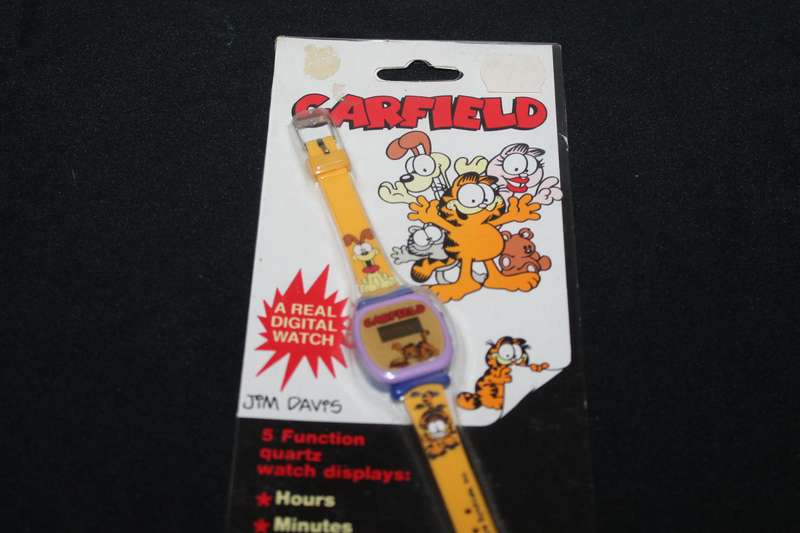 GARFIELD
GARFIELD
A REAL
DIGITAL
WATCH
JIM DAVIS
5 Function
quartz
watch displays:
★ Hours
★ Minutes